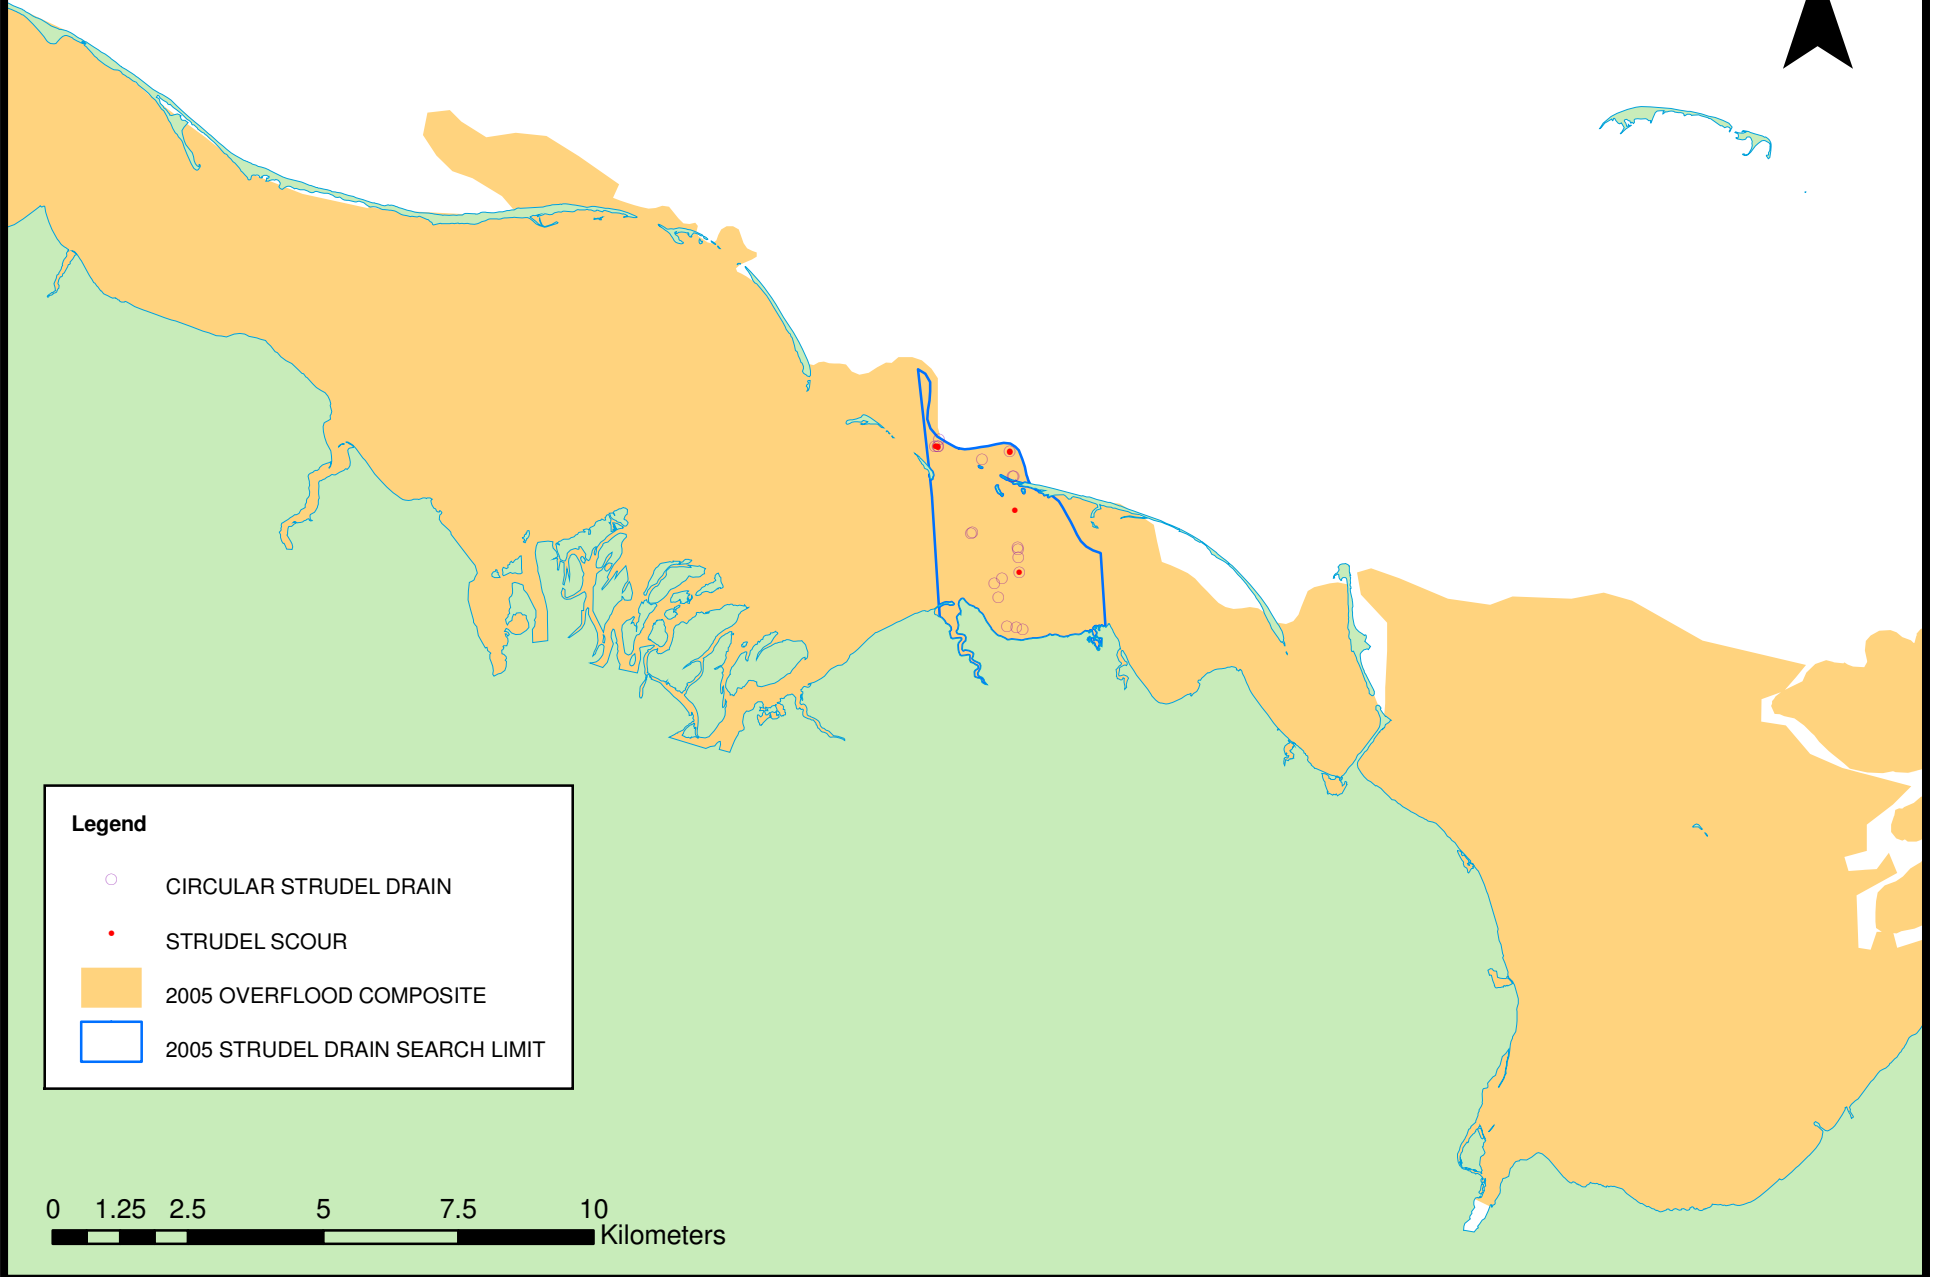 Legend
CIRCULAR STRUDEL DRAIN
STRUDEL SCOUR
2005 OVERFLOOD COMPOSITE
2005 STRUDEL DRAIN SEARCH LIMIT
0 1.25 2.5 5 7.5 10
Kilometers